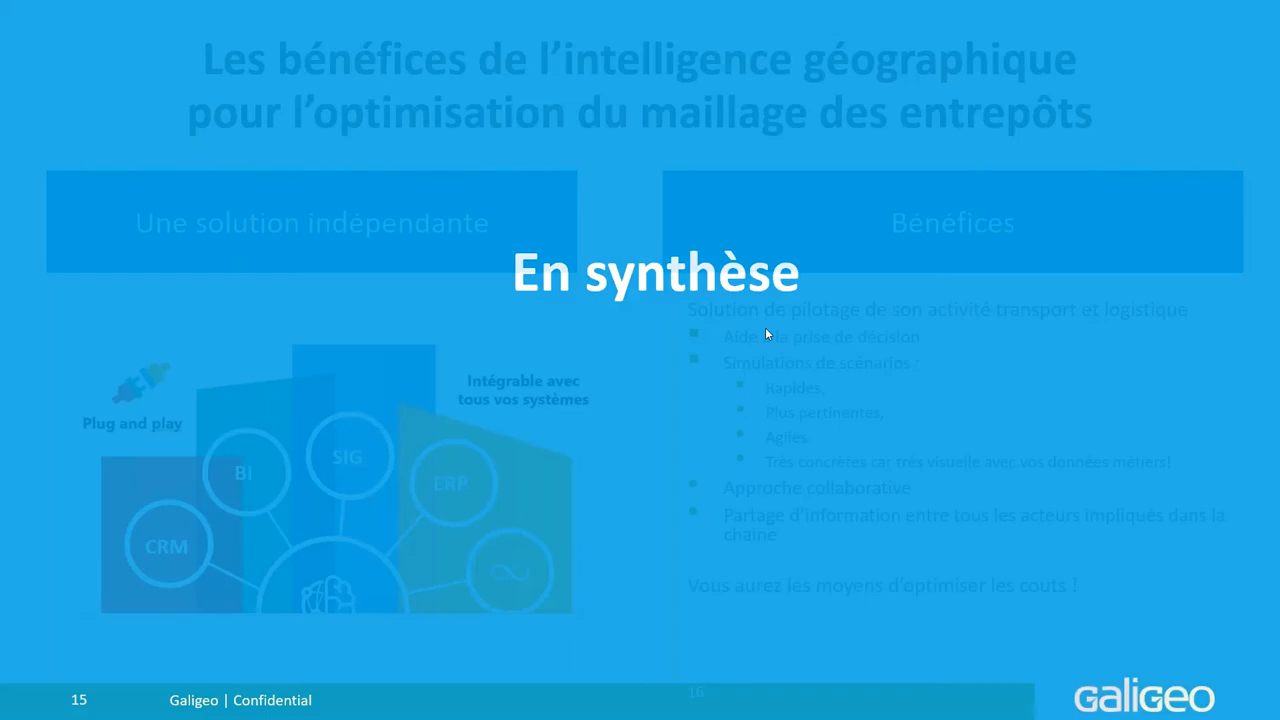 Les bénéfices de l’intelligence géographique
pour l’optimisation du maillage des entrepôts
Une solution indépendante
Bénéfices
En synthèse
Solution de pilotage de son activité transport et logistique
Aide à la prise de décision
Simulations de scénarios :
Rapides,
Plus pertinentes,
Agiles
Très concrètes car très visuelle avec vos données métiers!
Approche collaborative
Partage d’information entre tous les acteurs impliqués dans la
chaine
Vous aurez les moyens d’optimiser les couts !
Plug and play
Intégrable avec
tous vos systèmes
CRM
BI
SIG
ERP
15
Galigeo | Confidential
16
galigeo